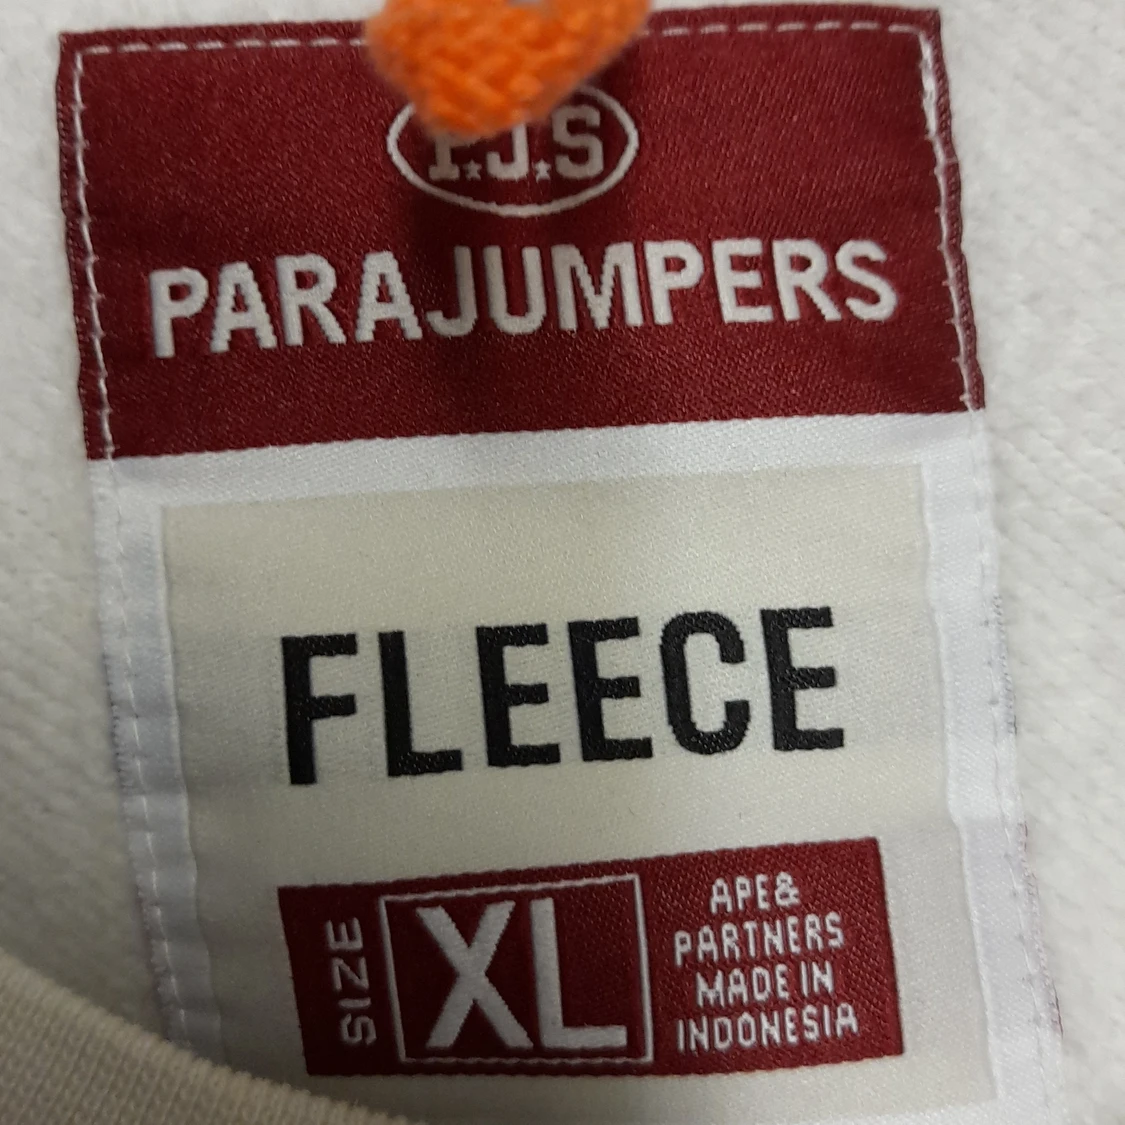 P.J.S
PARAJUMPERS
FLEECE
SIZE
XL
APE&
PARTNERS
MADE IN
INDONESIA